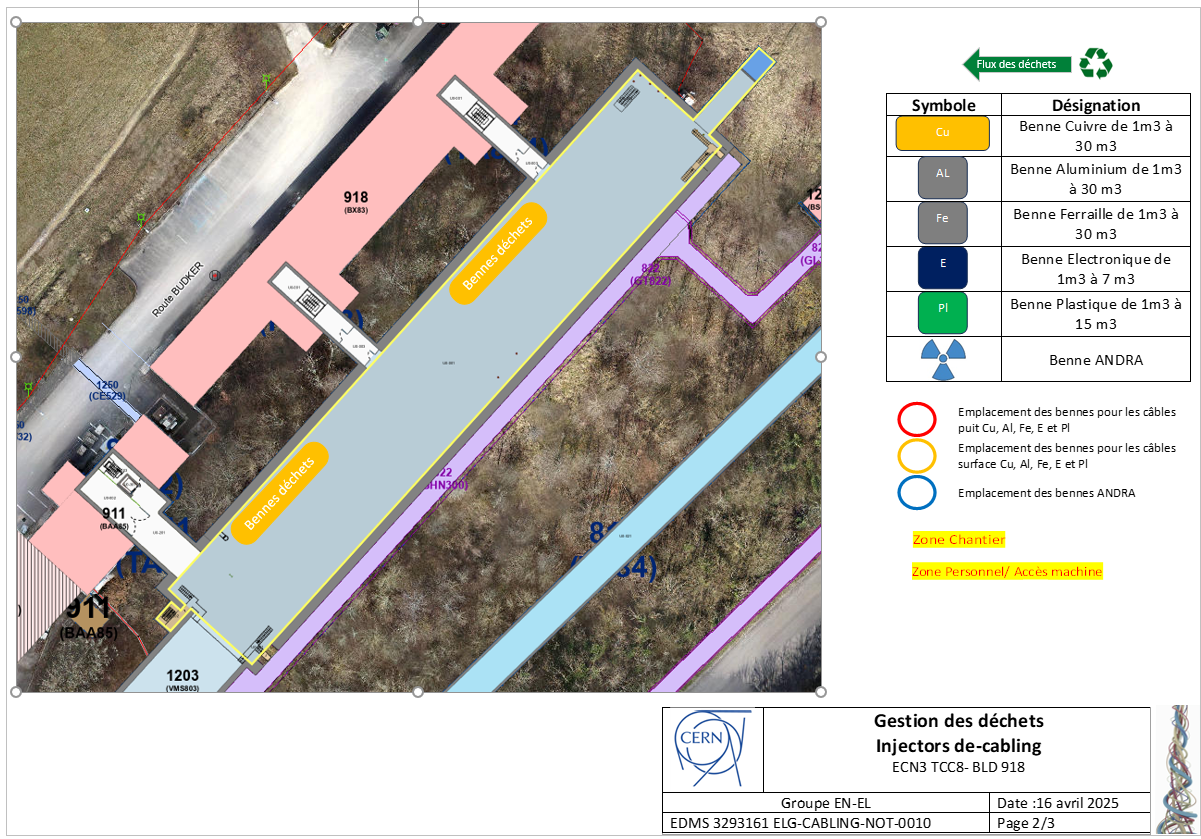 Flux des déchets
Symbole
Désignation
Cu
Benne Cuivre de 1m3 à
30 m3
AL
Benne Aluminium de 1m3
à 30 m3
Fe
Benne Ferraille de 1m3 à
30 m3
E
Benne Electronique de
1m3 à 7 m3
Pl
Benne Plastique de 1m3 à
15 m3
Benne ANDRA
Emplacement des bennes pour les câbles
puit Cu, Al, Fe, E et Pl
Emplacement des bennes pour les câbles
surface Cu, Al, Fe, E et Pl
Emplacement des bennes ANDRA
Zone Chantier
Zone Personnel/ Accès machine
918
(BX83)
Route BUDKER
Bennes déchets
Bennes déchets
822
(GT822)
1260
(CE529)
911
(BAA85)
911
(BAA85)
1203
(VMS803)
CERN
Gestion des déchets
Injectors de-cabling
ECN3 TCC8- BLD 918
Groupe EN-EL
Date :16 avril 2025
EDMS 3293161 ELG-CABLING-NOT-0010
Page 2/3